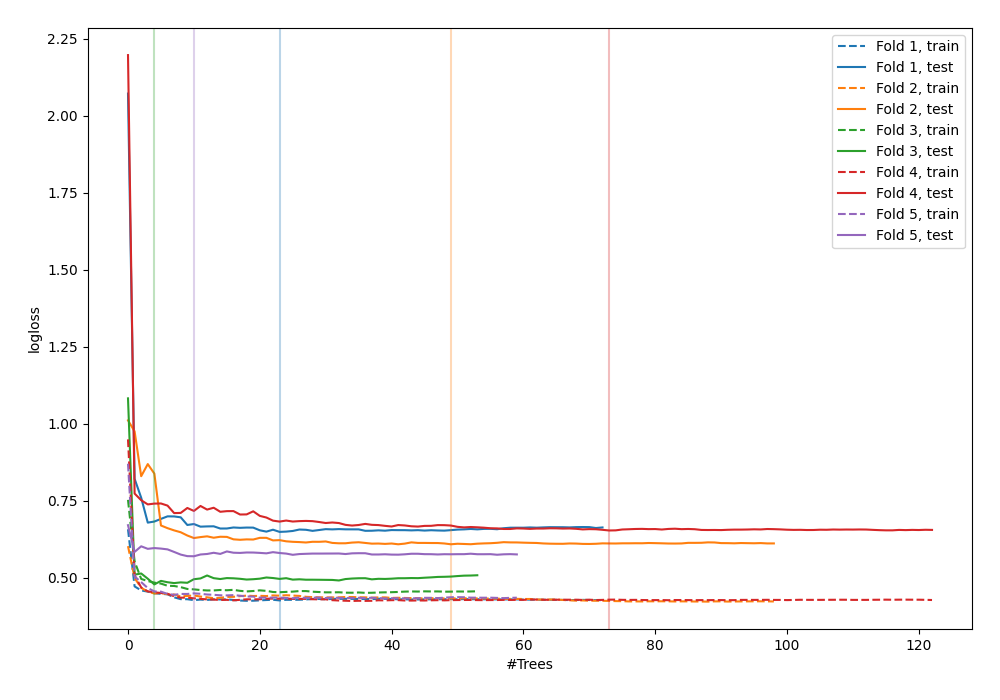 2.25
2.00
1.75
1.50
1.25
1.00
0.75
0.50
logloss
0
20
40
60
80
100
120
#Trees
Fold 1, train
Fold 1, test
Fold 2, train
Fold 2, test
Fold 3, train
Fold 3, test
Fold 4, train
Fold 4, test
Fold 5, train
Fold 5, test